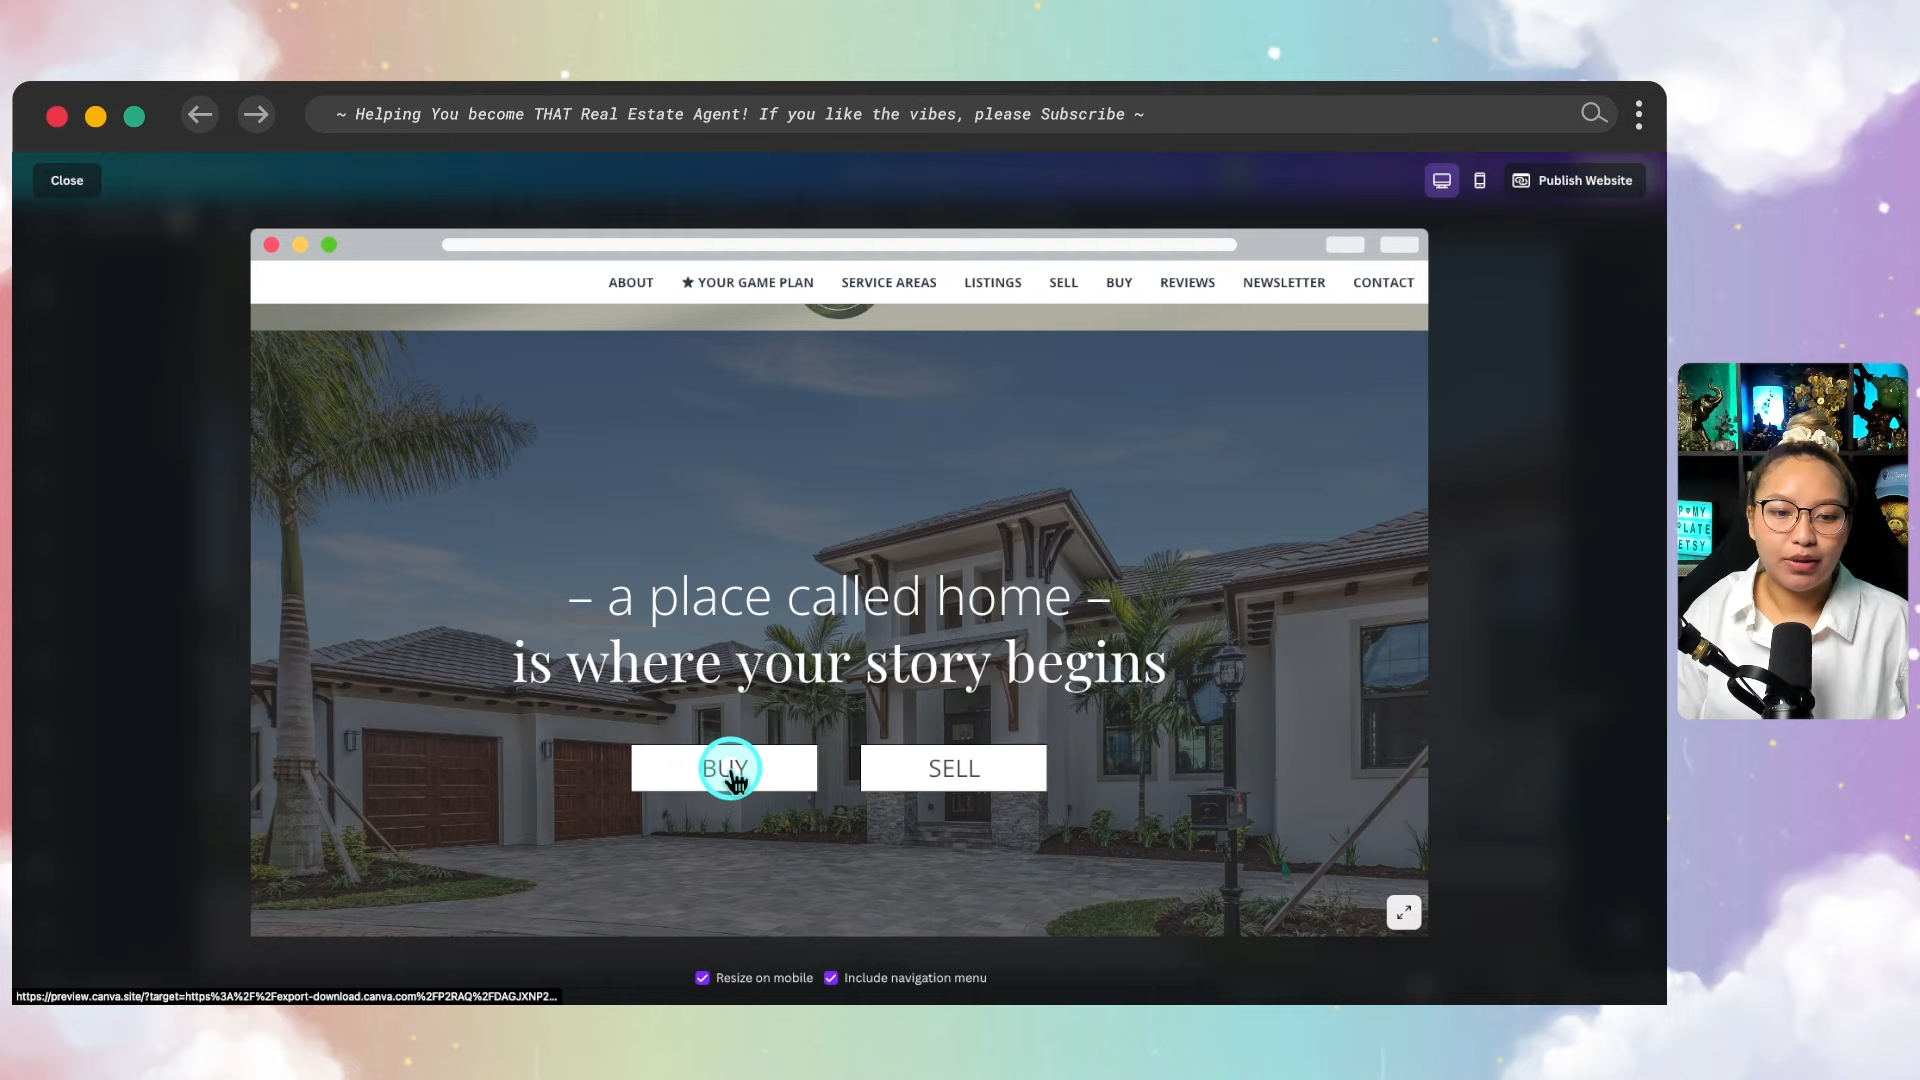 ~ Helping You become THAT Real Estate Agent! If you like the vibes, please Subscribe ~
Close
Publish Website
ABOUT ★ YOUR GAME PLAN SERVICE AREAS LISTINGS SELL BUY REVIEWS NEWSLETTER CONTACT
– a place called home –
is where your story begins
BUY SELL
Resize on mobile Include navigation menu
https://preview.canva.site/?target=https%3A%2F%2Fexport-download.canva.com%2FP2RAQ%2FDAGJXNP2...
MY
PLATE
ETSY